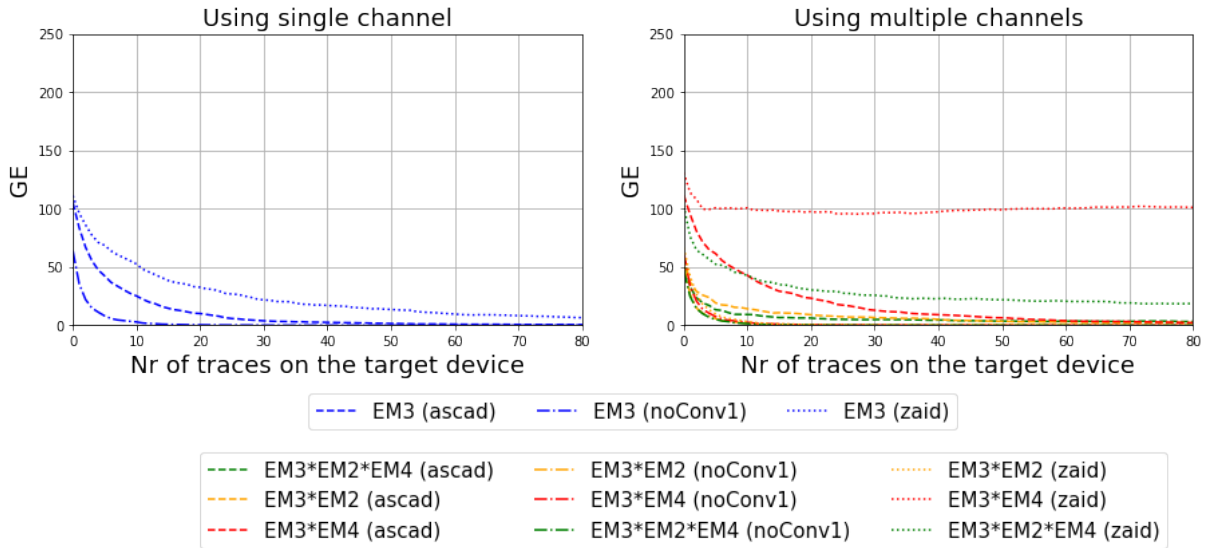 Using single channel
Using multiple channels
GE
250
200
150
100
50
0
0 10 20 30 40 50 60 70 80
Nr of traces on the target device
GE
250
200
150
100
50
0
0 10 20 30 40 50 60 70 80
Nr of traces on the target device
EM3 (ascad) EM3 (noConv1) EM3 (zaid)
EM3*EM2*EM4 (ascad) EM3*EM2 (noConv1) EM3*EM2 (zaid)
EM3*EM2 (ascad) EM3*EM4 (noConv1) EM3*EM4 (zaid)
EM3*EM4 (ascad) EM3*EM2*EM4 (noConv1) EM3*EM2*EM4 (zaid)